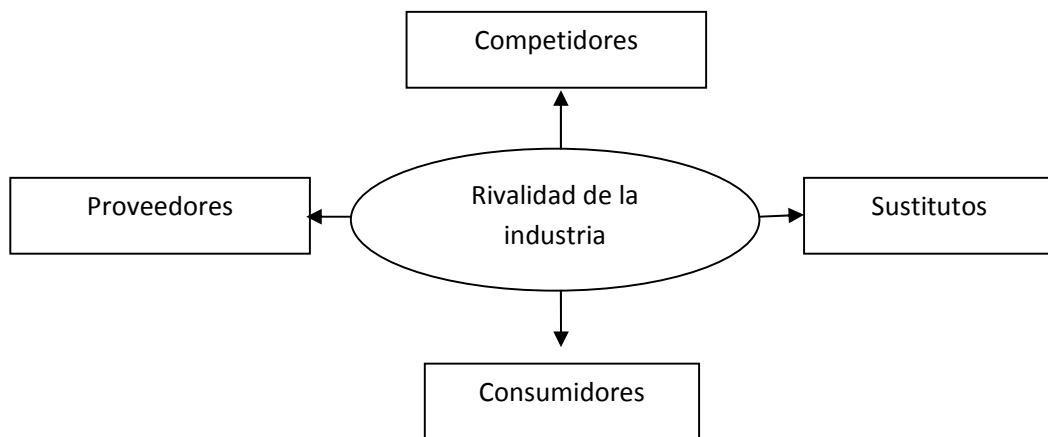 Competidores
Proveedores
Rivalidad de la
industria
Sustitutos
Consumidores